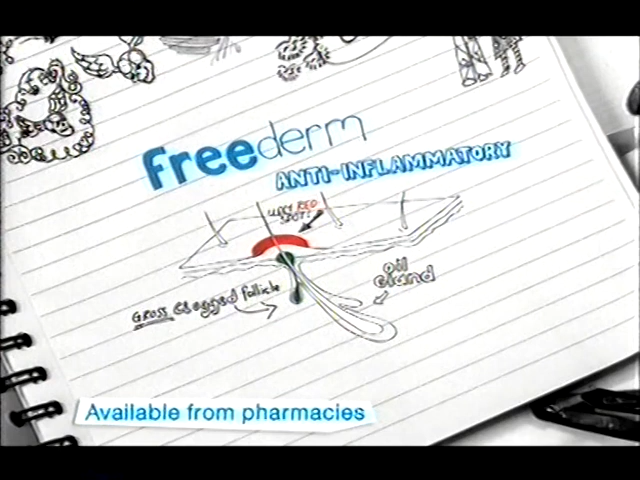 freederm
ANTI-INFLAMMATORY
UGLY RED
SPOT!
oil
gland
GROSS clogged follicle
Available from pharmacies